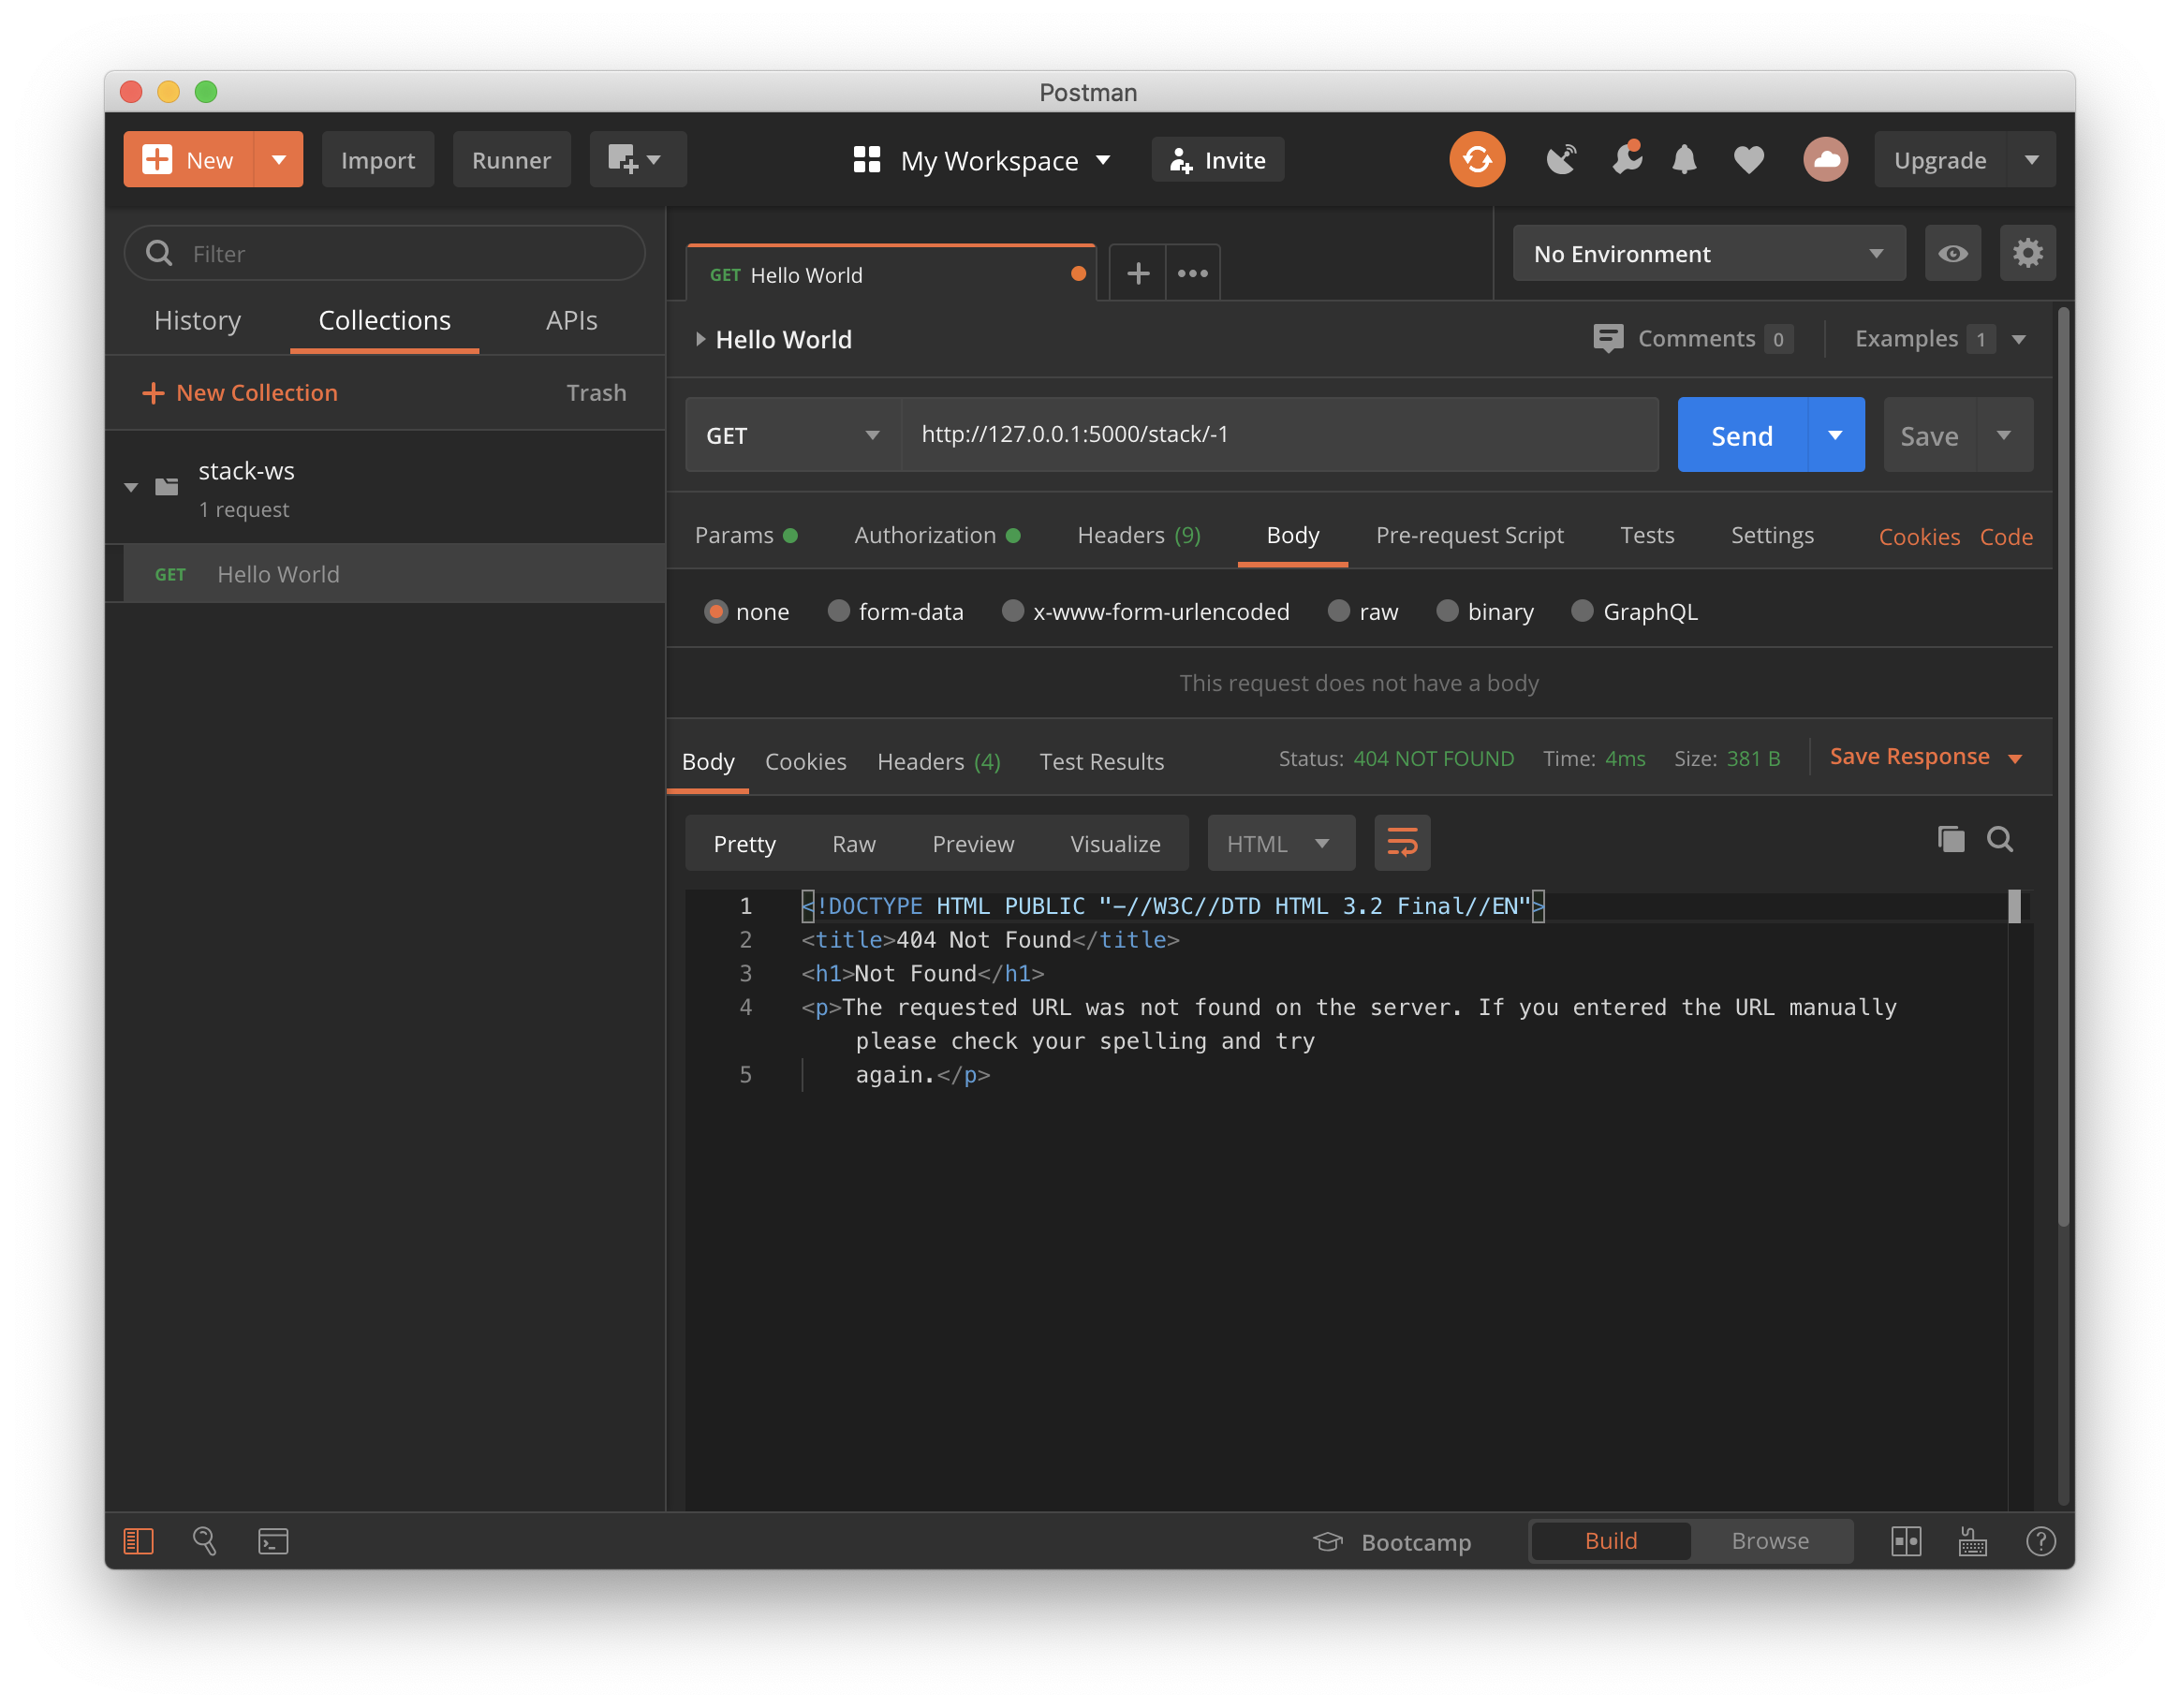 Postman
New Import Runner My Workspace Invite Upgrade
Filter
History Collections APIs
New Collection Trash
stack-ws
1 request
GET Hello World
GET Hello World
No Environment
Hello World Comments 0 Examples 1
GET http://127.0.0.1:5000/stack/-1 Send Save
Params Authorization Headers (9) Body Pre-request Script Tests Settings Cookies Code
none form-data x-www-form-urlencoded raw binary GraphQL
This request does not have a body
Body Cookies Headers (4) Test Results Status: 404 NOT FOUND Time: 4ms Size: 381 B Save Response
Pretty Raw Preview Visualize HTML
1 <!DOCTYPE HTML PUBLIC "-//W3C//DTD HTML 3.2 Final//EN">
2 <title>404 Not Found</title>
3 <h1>Not Found</h1>
4 <p>The requested URL was not found on the server. If you entered the URL manually
please check your spelling and try
5 again.</p>
Bootcamp Build Browse